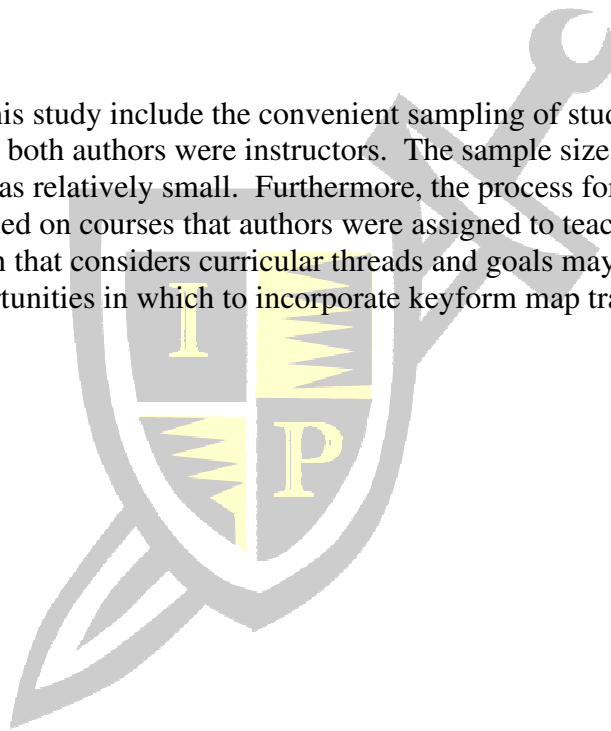 his study include the convenient sampling of stud
both authors were instructors. The sample size
as relatively small. Furthermore, the process for
ed on courses that authors were assigned to teac
n that considers curricular threads and goals may
rtunities in which to incorporate keyform map tra
I
P